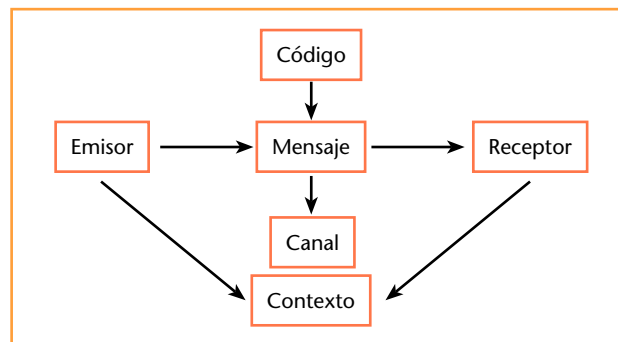 Código
Emisor
Mensaje
Receptor
Canal
Contexto